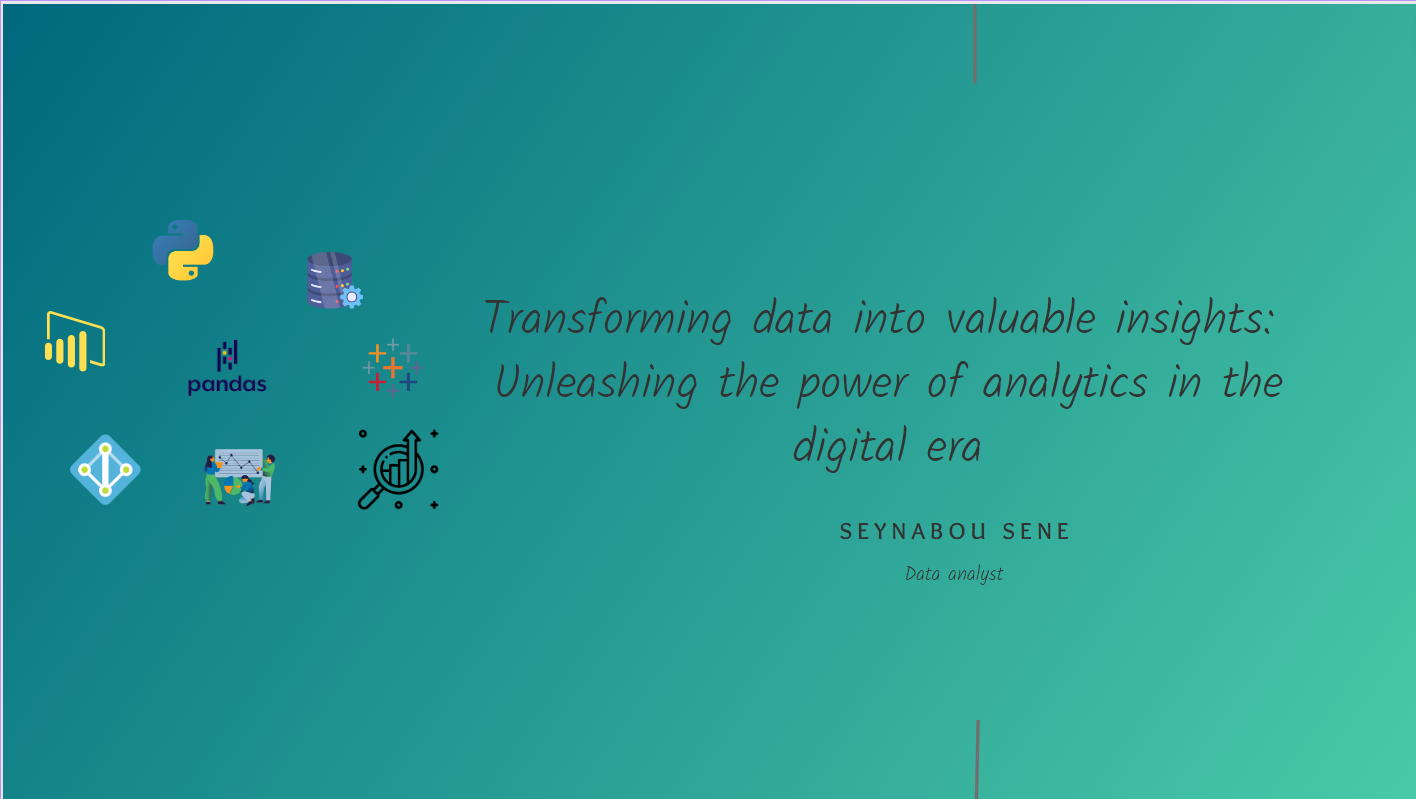 pandas
Transforming data into valuable insights:
Unleashing the power of analytics in the
digital era
SEYNABOU SENE
Data analyst